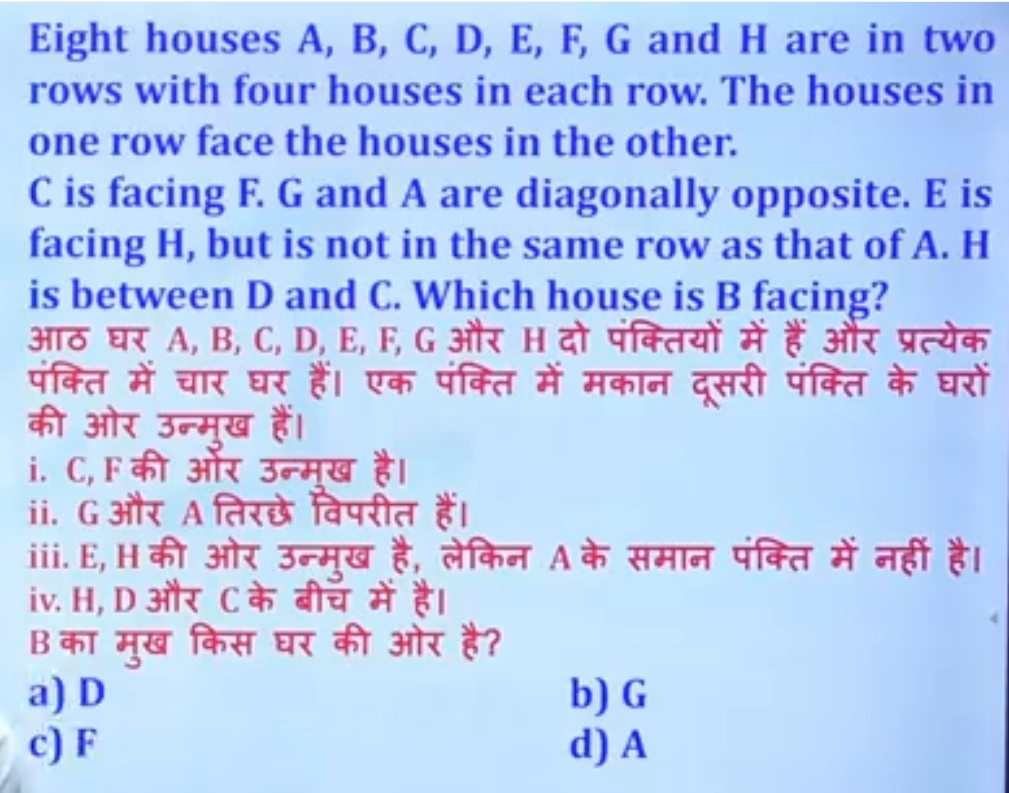 Eight houses A, B, C, D, E, F, G and H are in two
rows with four houses in each row. The houses in
one row face the houses in the other.
C is facing F. G and A are diagonally opposite. E is
facing H, but is not in the same row as that of A. H
is between D and C. Which house is B facing?
आठ घर A, B, C, D, E, F, G और H दो पंक्तियों में हैं और प्रत्येक
पंक्ति में चार घर हैं। एक पंक्ति में मकान दूसरी पंक्ति के घरों
की ओर उन्मुख हैं।
i. C, F की ओर उन्मुख है।
ii. G और A तिरछे विपरीत हैं।
iii. E, H की ओर उन्मुख है, लेकिन A के समान पंक्ति में नहीं है।
iv. H, D और C के बीच में है।
B का मुख किस घर की ओर है?
a) D b) G
c) F d) A